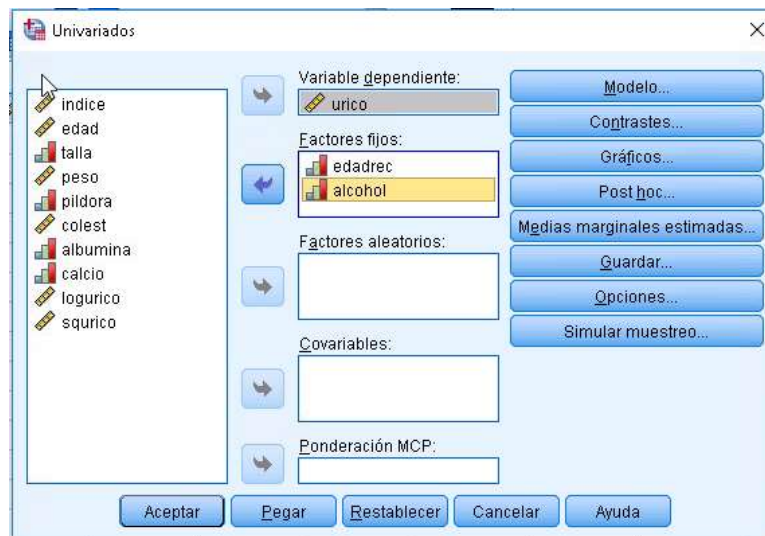 Univariados
indice
edad
talla
peso
pildora
colest
albumina
calcio
logurico
squrico
Variable dependiente:
urico
Factores fijos:
edadrec
alcohol
Factores aleatorios:
Covariables:
Ponderación MCP:
Modelo...
Contrastes...
Gráficos...
Post hoc...
Medias marginales estimadas...
Guardar...
Opciones...
Simular muestreo...
Aceptar
Pegar
Restablecer
Cancelar
Ayuda